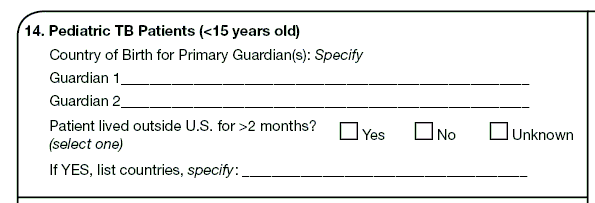 14. Pediatric TB Patients (<15 years old)
Country of Birth for Primary Guardian(s): Specify
Guardian 1
Guardian 2
Patient lived outside U.S. for >2 months? Yes No Unknown
(select one)
If YES, list countries, specify: